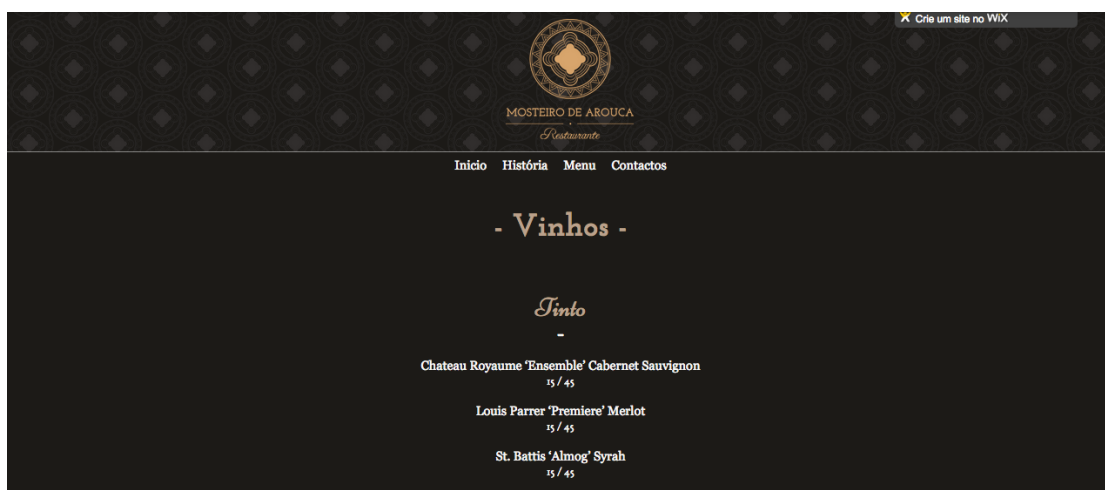 Crie um site no WiX
MOSTEIRO DE AROUCA
Restaurante
Inicio História Menu Contactos
- Vinhos -
Tinto
-
Chateau Royaume ‘Ensemble’ Cabernet Sauvignon
15 / 45
Louis Parrer ‘Premiere’ Merlot
15 / 45
St. Battis ‘Almog’ Syrah
15 / 45